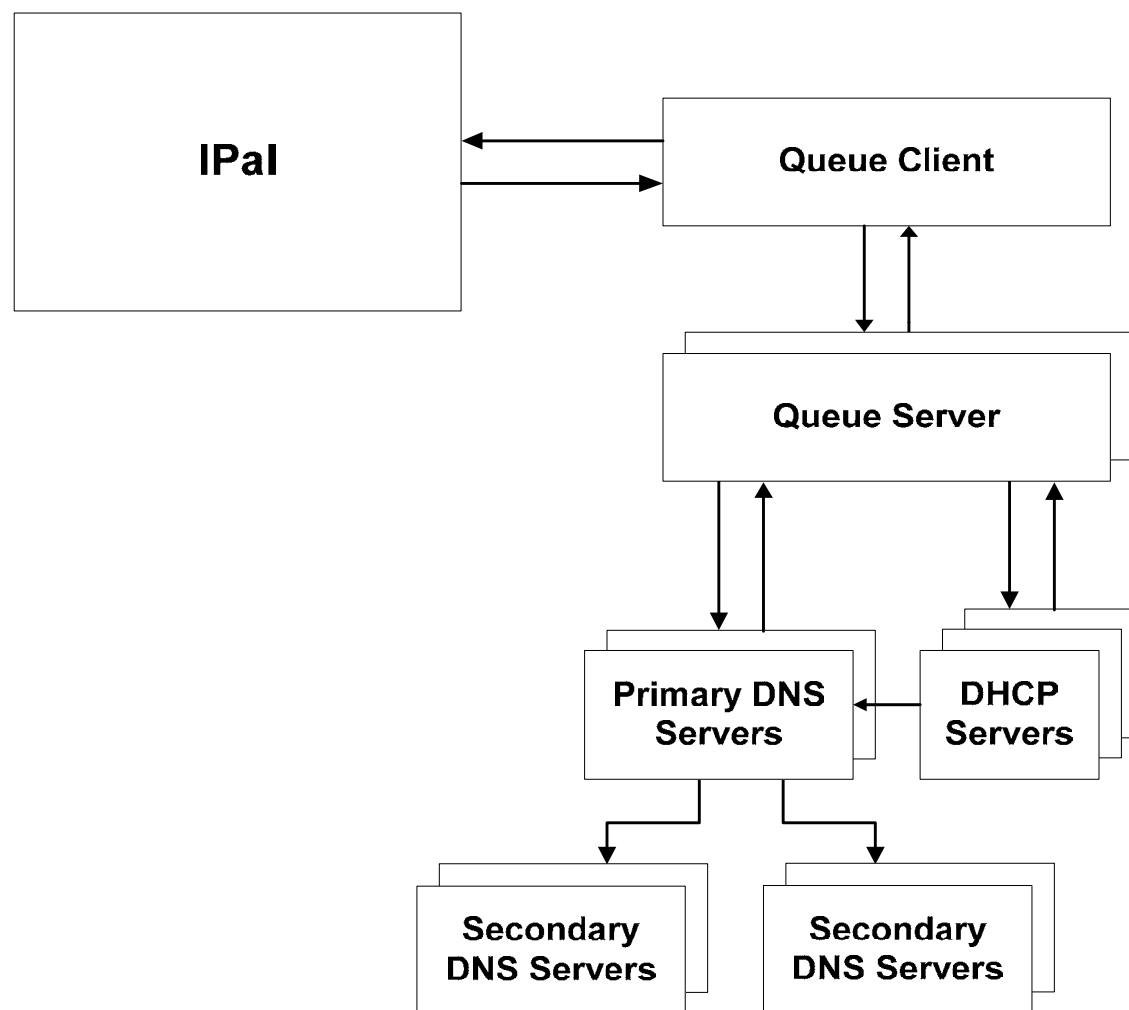 IPal
Queue Client
Queue Server
Primary DNS
Servers
DHCP
Servers
Secondary
DNS Servers
Secondary
DNS Servers